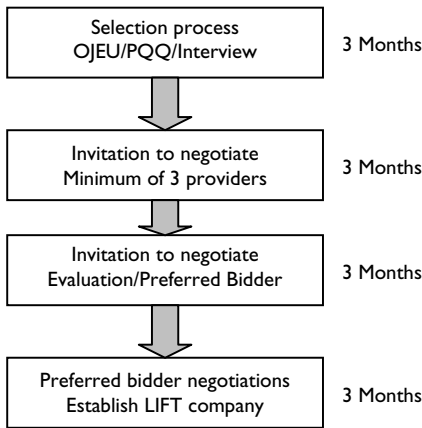 Selection process
OJEU/PQQ/Interview
3 Months
Invitation to negotiate
Minimum of 3 providers
3 Months
Invitation to negotiate
Evaluation/Preferred Bidder
3 Months
Preferred bidder negotiations
Establish LIFT company
3 Months